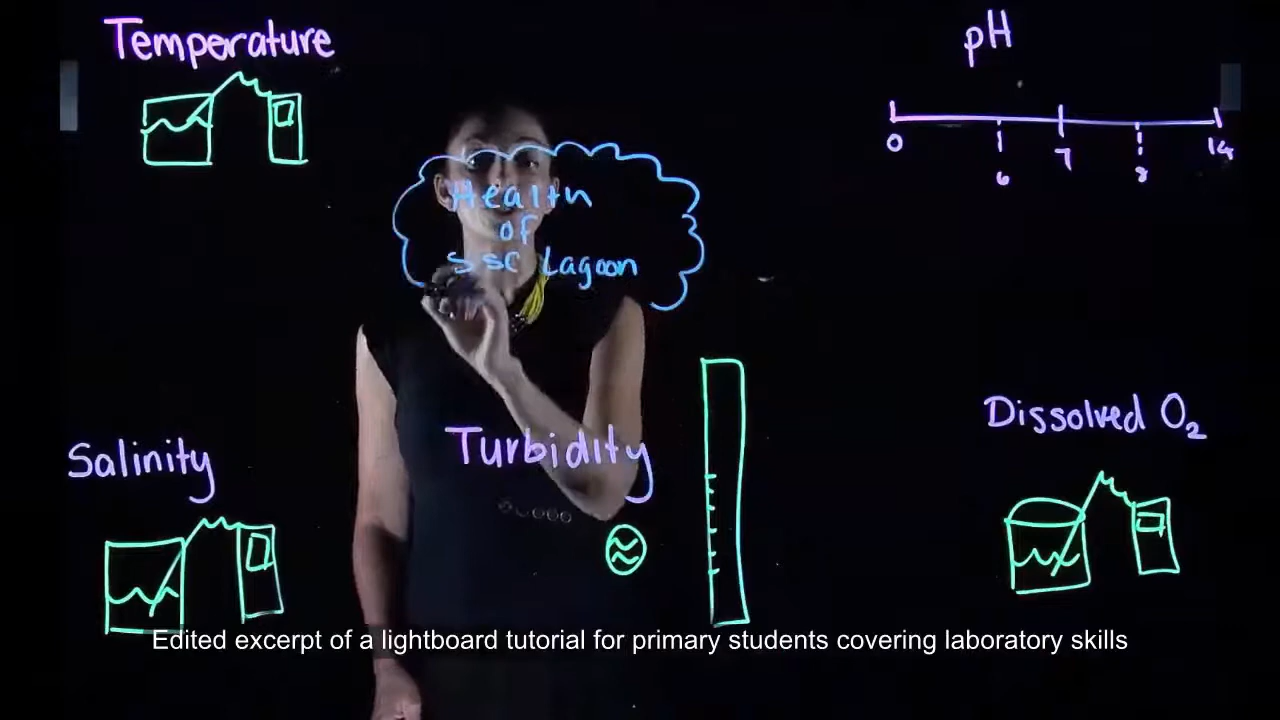 Temperature
pH
0 6 7 8 14
Health
of
SSC Lagoon
Salinity
Turbidity
Dissolved O₂
Edited excerpt of a lightboard tutorial for primary students covering laboratory skills